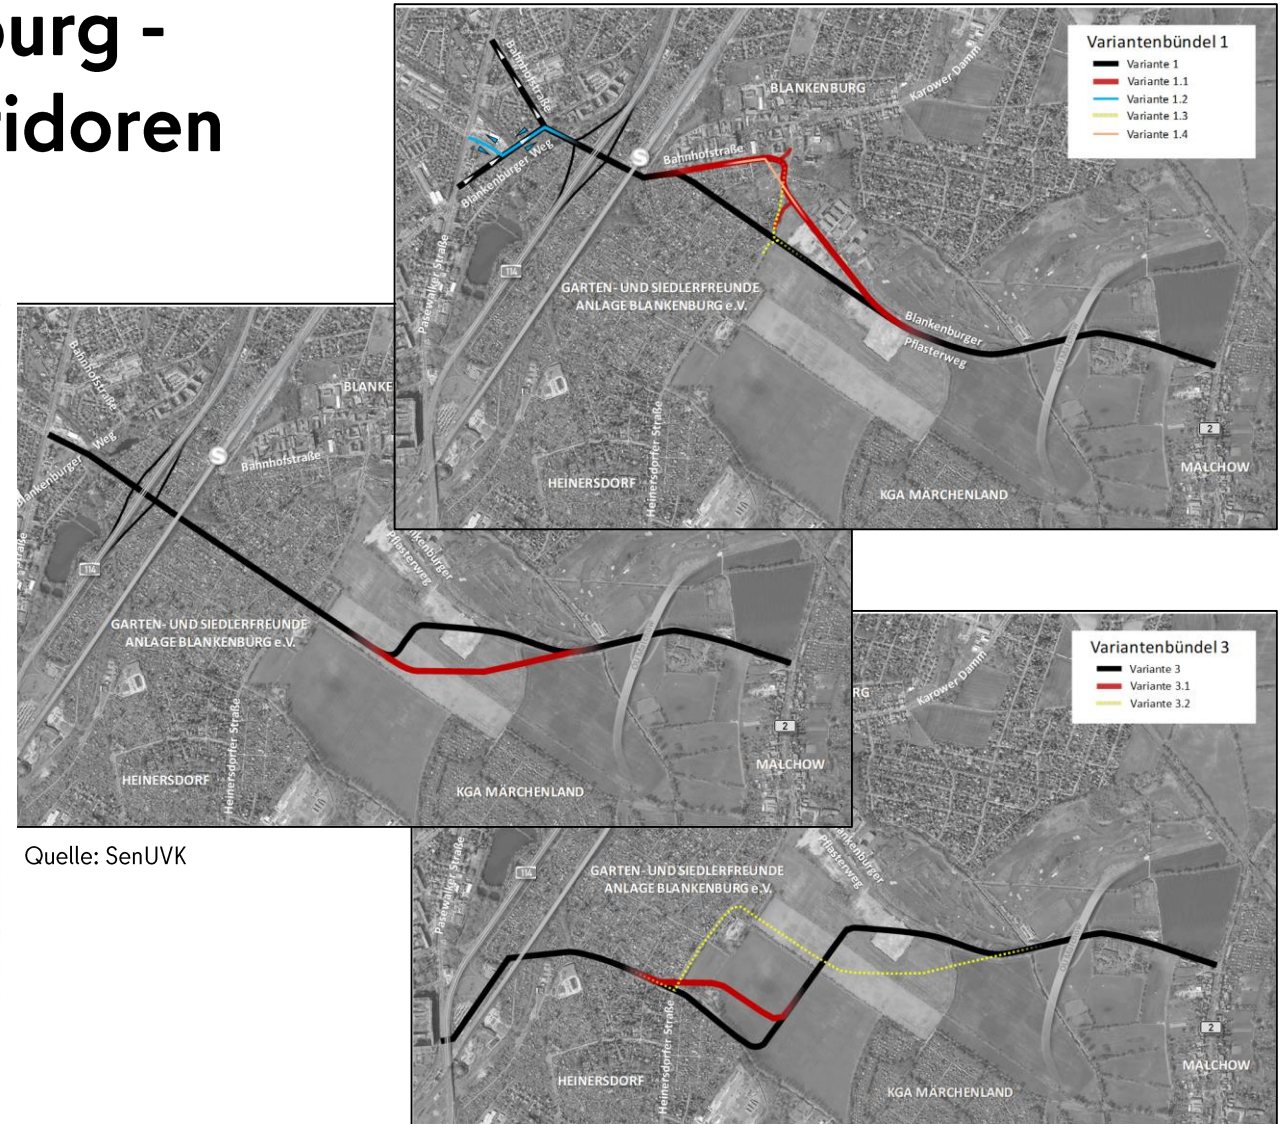 burg -
idoren
Variantenbündel 1
Variante 1
Variante 1.1
Variante 1.2
Variante 1.3
Variante 1.4
Bahnhofstraße
BLANKENBURG
Karower Damm
S
Bahnhofstraße
Blankenburger Weg
Pasewalker Straße
114
GARTEN- UND SIEDLERFREUNDE
ANLAGE BLANKENBURG e.V.
Blankenburger
Pflasterweg
Heinersdorfer Straße
HEINERSDORF
KGA MÄRCHENLAND
2
MALCHOW
Bahnhofstraße
BLANKE
Blankenburger Weg
S
Bahnhofstraße
114
straße
nkenburger
Pflasterweg
GARTEN- UND SIEDLERFREUNDE
ANLAGE BLANKENBURG e.V.
Heinersdorfer Straße
HEINERSDORF
KGA MÄRCHENLAND
2
MALCHOW
Quelle: SenUVK
Variantenbündel 3
Variante 3
Variante 3.1
Variante 3.2
RG
Karower Damm
Pasewalker Straße
114
GARTEN- UND SIEDLERFREUNDE
ANLAGE BLANKENBURG e.V.
Blankenburger
Pflasterweg
Heinersdorfer Straße
HEINERSDORF
KGA MÄRCHENLAND
2
MALCHOW